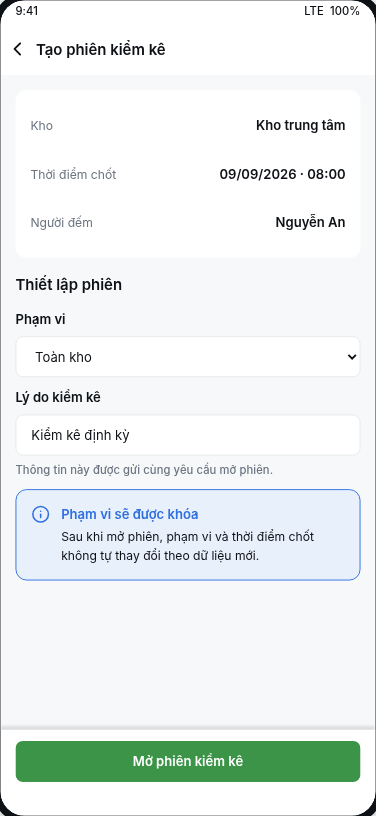 9:41
LTE 100%
Tạo phiên kiểm kê
Kho
Kho trung tâm
Thời điểm chốt
09/09/2026 · 08:00
Người đếm
Nguyễn An
Thiết lập phiên
Phạm vi
Toàn kho
Lý do kiểm kê
Kiểm kê định kỳ
Thông tin này được gửi cùng yêu cầu mở phiên.
Phạm vi sẽ được khóa
Sau khi mở phiên, phạm vi và thời điểm chốt
không tự thay đổi theo dữ liệu mới.
Mở phiên kiểm kê